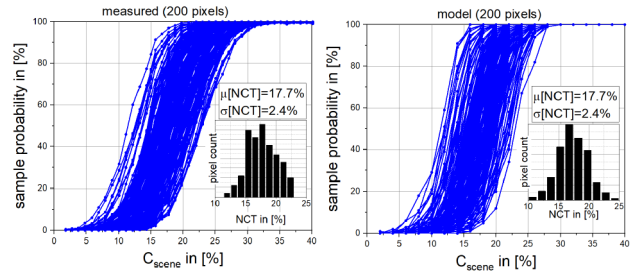 measured (200 pixels)
sample probability in [%]
100
80
60
40
20
0
0
5
10
15
20
25
30
35
40
C_scene in [%]
μ[NCT]=17.7%
σ[NCT]=2.4%
pixel count
10
15
20
25
NCT in [%]
model (200 pixels)
sample probability in [%]
100
80
60
40
20
0
0
5
10
15
20
25
30
35
40
C_scene in [%]
μ[NCT]=17.7%
σ[NCT]=2.4%
pixel count
10
15
20
25
NCT in [%]